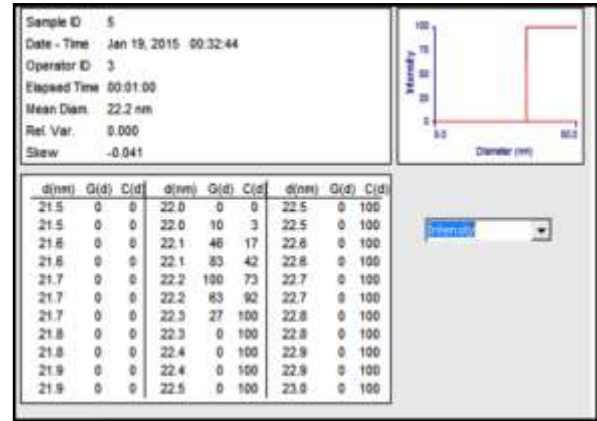 Sample ID 5
Date - Time Jan 19, 2015 00:32:44
Operator ID 3
Elapsed Time 00:01:00
Mean Diam. 22.2 nm
Rel. Var. 0.000
Skew -0.041
100
Intensity
Diameter (nm)
d(nm) G(d) C(d) d(nm) G(d) C(d) d(nm) G(d) C(d)
21.5 0 0 22.0 0 0 22.5 0 100
21.5 0 0 22.0 10 3 22.5 0 100
21.6 0 0 22.1 46 17 22.6 0 100
21.6 0 0 22.1 83 42 22.6 0 100
21.7 0 0 22.2 100 73 22.7 0 100
21.7 0 0 22.2 63 92 22.7 0 100
21.7 0 0 22.3 27 100 22.8 0 100
21.8 0 0 22.3 0 100 22.8 0 100
21.8 0 0 22.4 0 100 22.9 0 100
21.9 0 0 22.4 0 100 22.9 0 100
21.9 0 0 22.5 0 100 23.0 0 100
Intensity